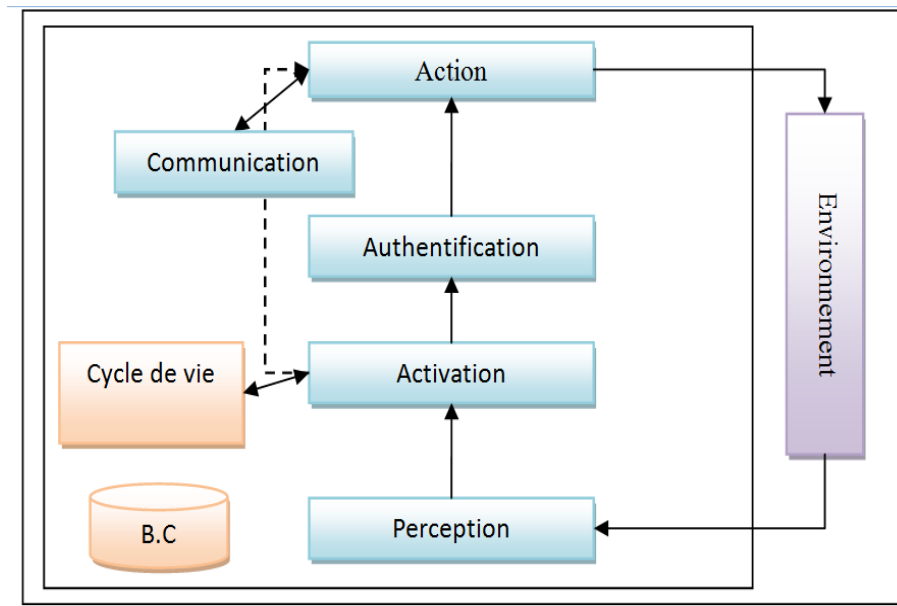 Action
Communication
Environnement
Authentification
Cycle de vie
Activation
B.C
Perception